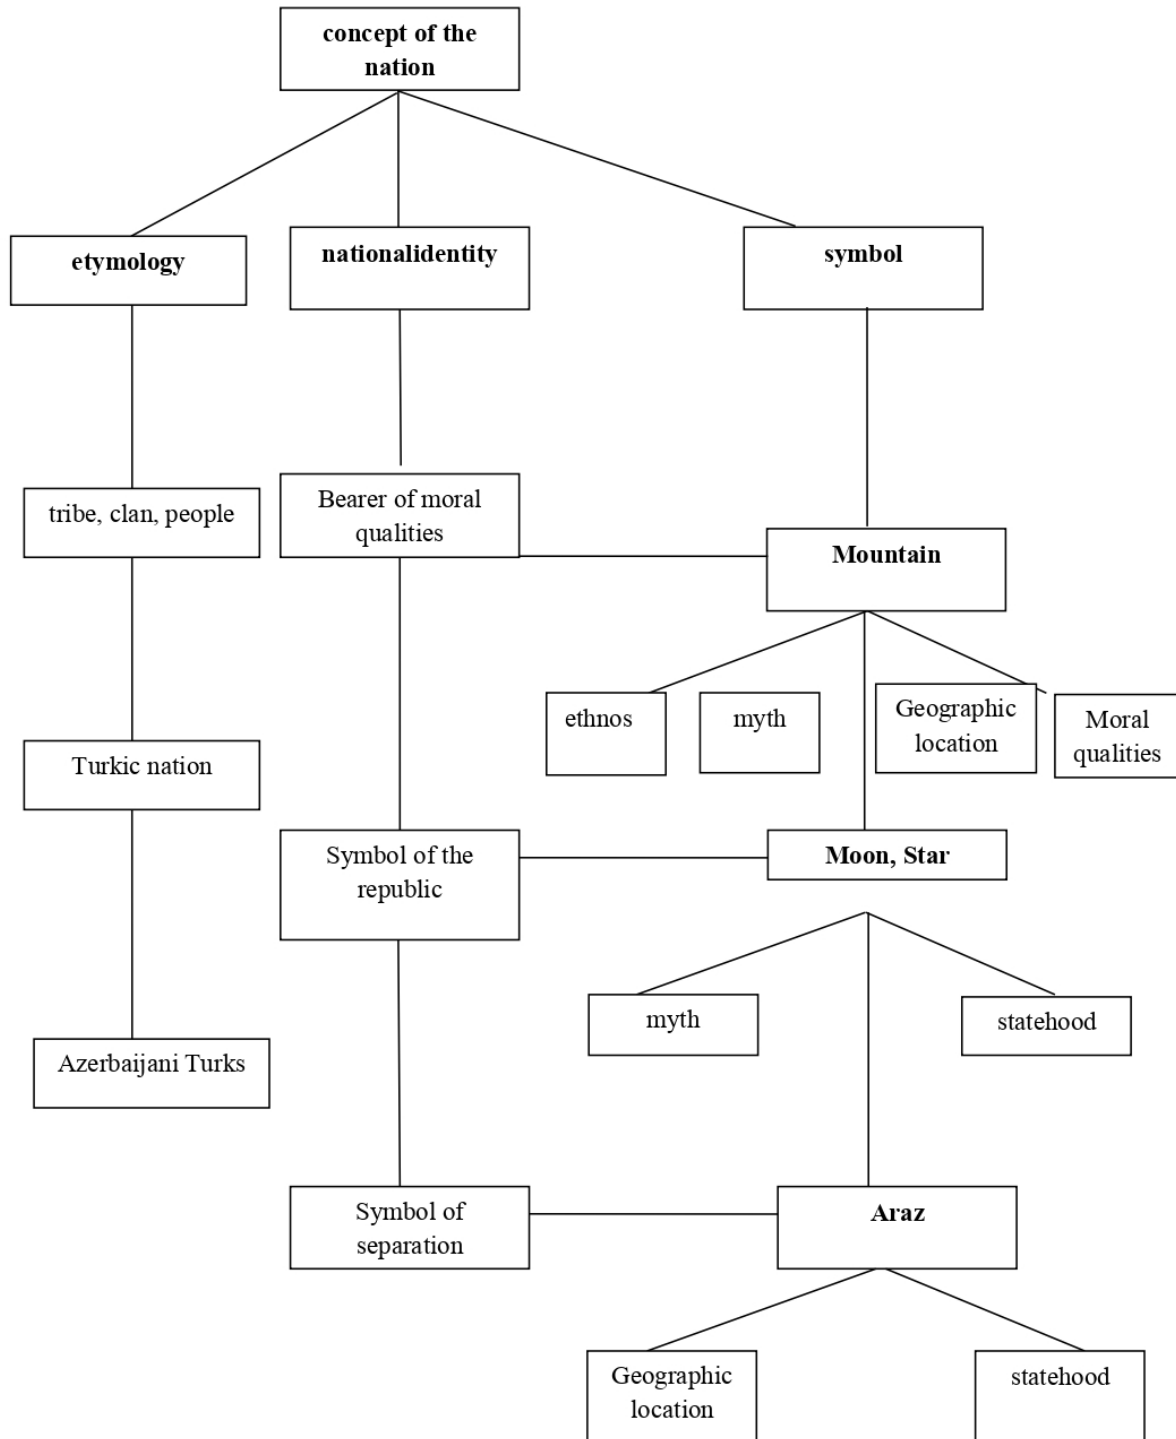 concept of the
nation
etymology
nationalidentity
symbol
tribe, clan, people
Bearer of moral
qualities
Mountain
ethnos
myth
Geographic
location
Moral
qualities
Turkic nation
Symbol of the
republic
Moon, Star
myth
statehood
Azerbaijani Turks
Symbol of
separation
Araz
Geographic
location
statehood